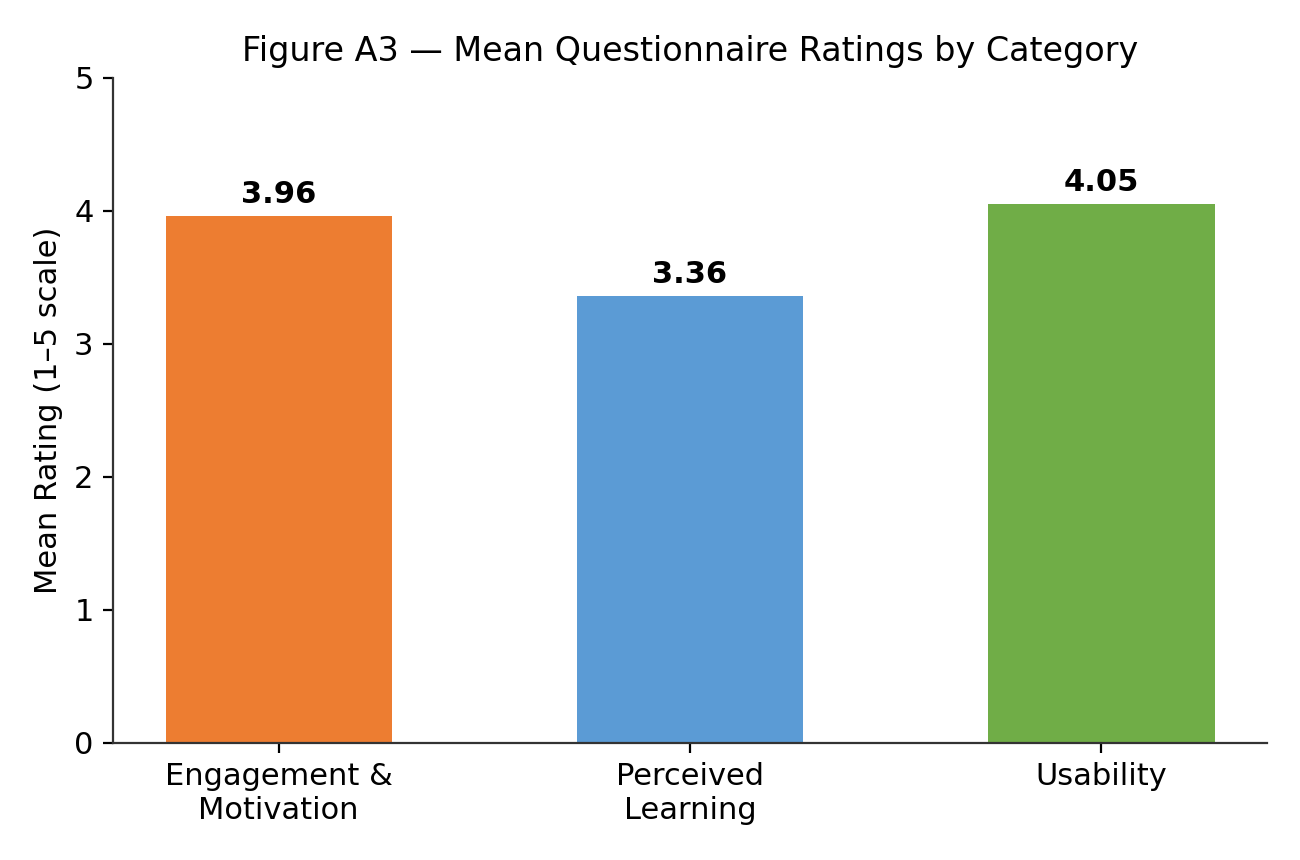 Figure A3 — Mean Questionnaire Ratings by Category
Mean Rating (1–5 scale)
5
4
3
2
1
0
3.96
3.36
4.05
Engagement &
Motivation
Perceived
Learning
Usability